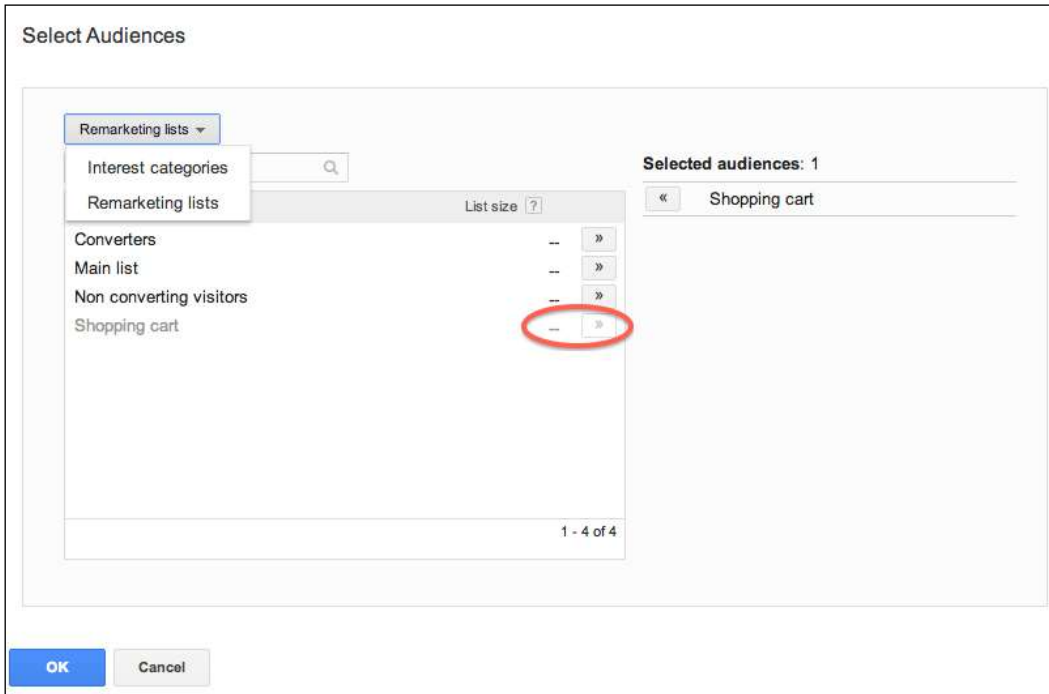 Select Audiences
Remarketing lists
Interest categories
Remarketing lists
List size ?
Converters -- »
Main list -- »
Non converting visitors -- »
Shopping cart -- »
1 - 4 of 4
Selected audiences: 1
« Shopping cart
OK Cancel